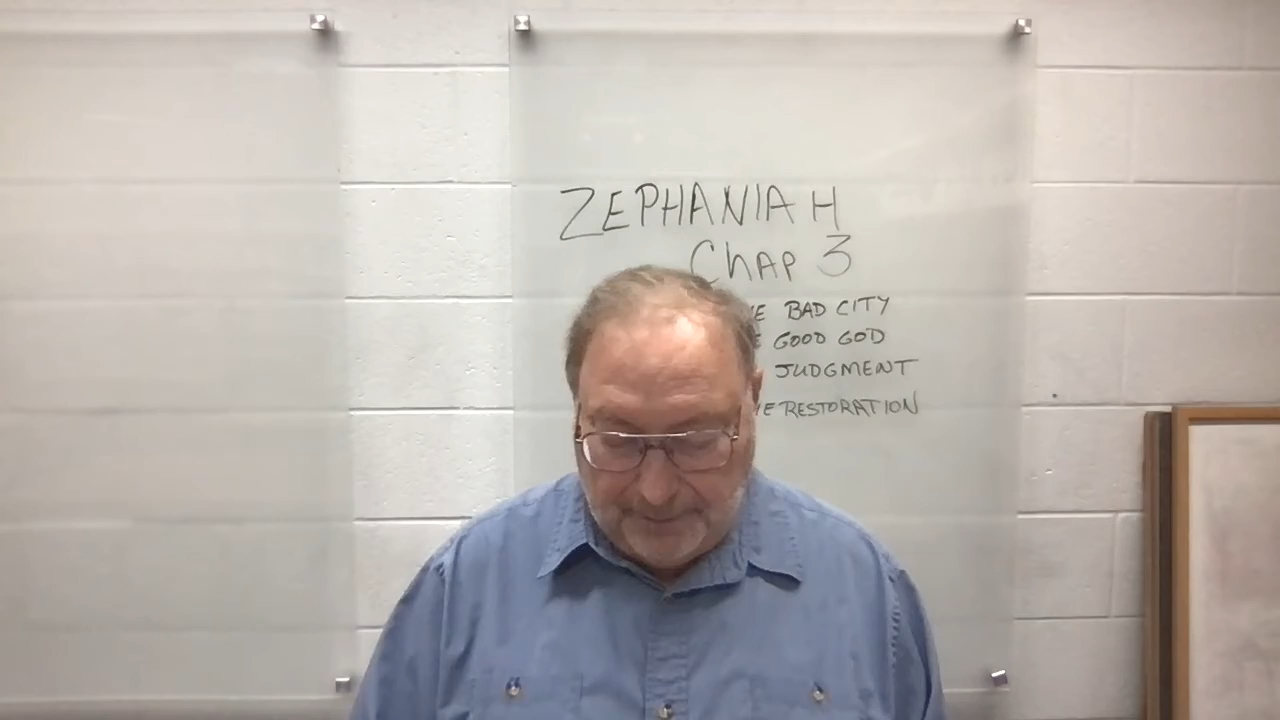 ZEPHANIAH
Chap 3
BAD CITY
GOOD GOD
JUDGMENT
RESTORATION